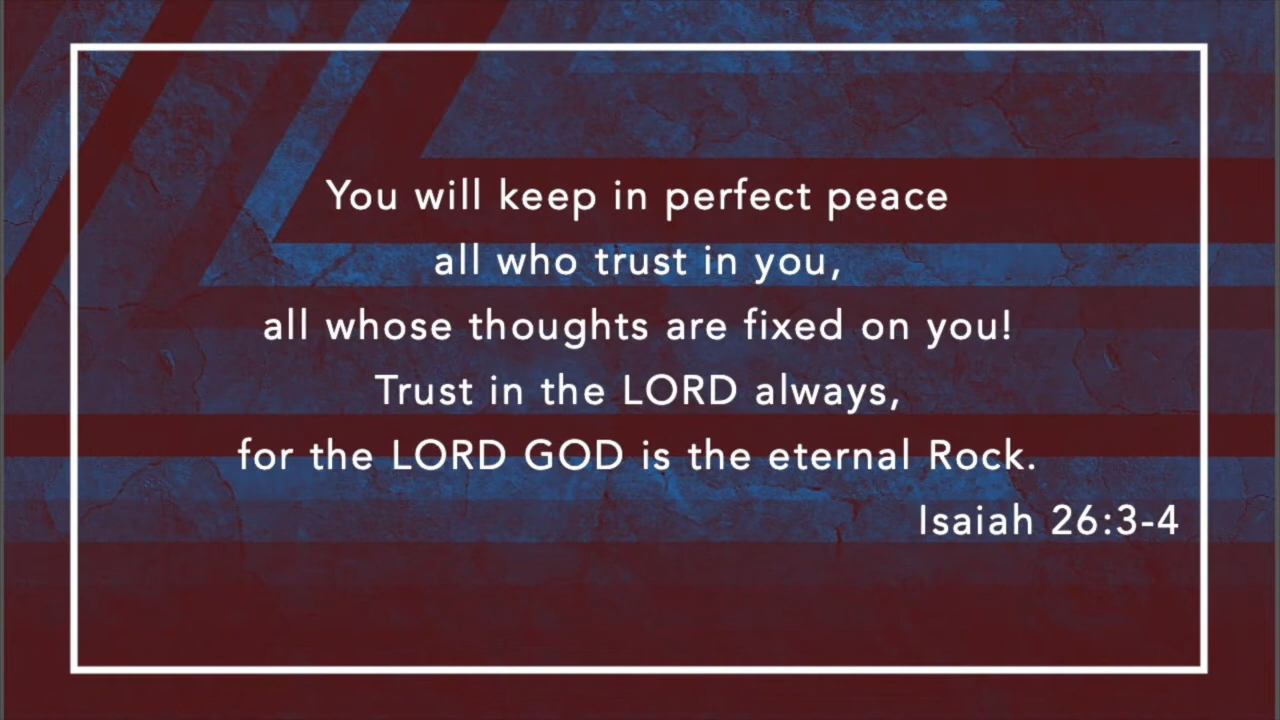 You will keep in perfect peace
all who trust in you,
all whose thoughts are fixed on you!
Trust in the LORD always,
for the LORD GOD is the eternal Rock.
Isaiah 26:3-4